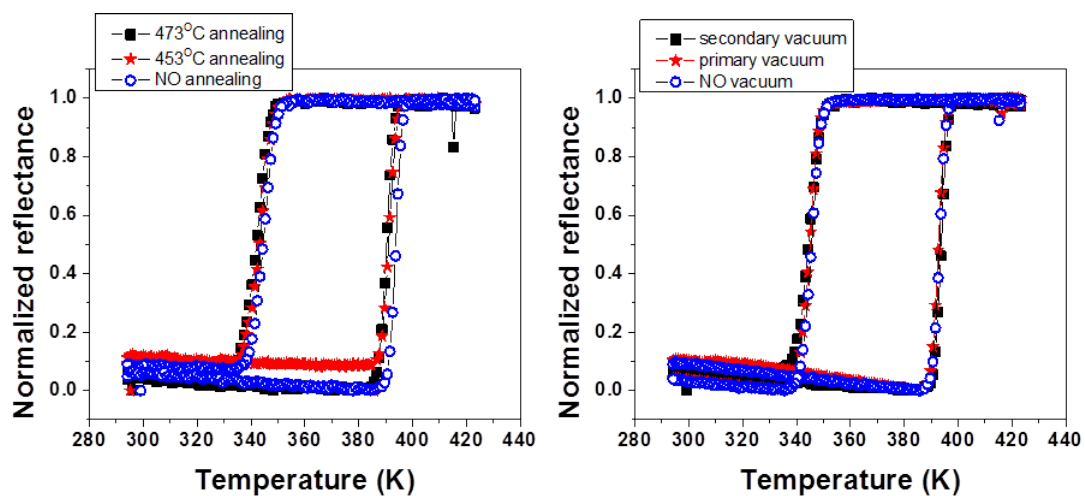 473°C annealing
453°C annealing
NO annealing
1.0
0.8
0.6
0.4
0.2
0.0
Normalized reflectance
280 300 320 340 360 380 400 420 440
Temperature (K)
secondary vacuum
primary vacuum
NO vacuum
1.0
0.8
0.6
0.4
0.2
0.0
Normalized reflectance
280 300 320 340 360 380 400 420 440
Temperature (K)